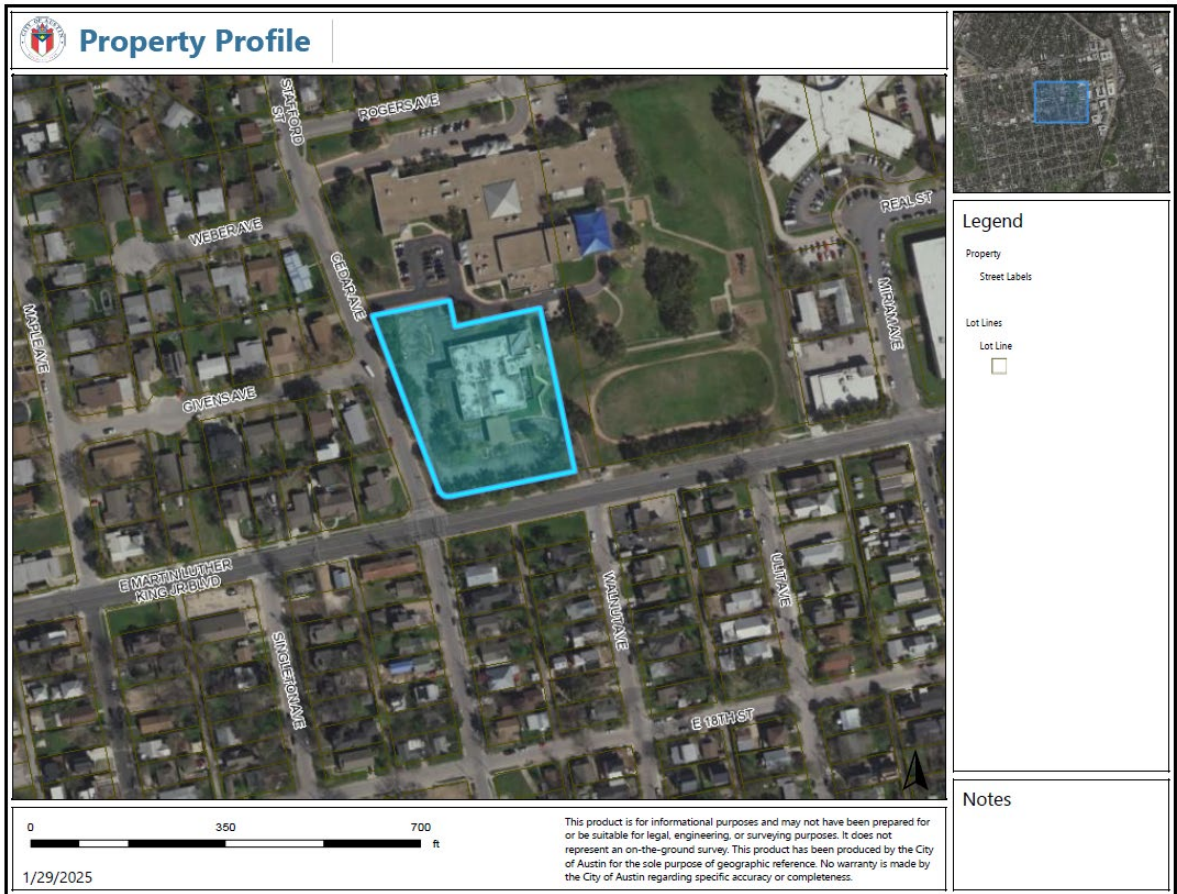 Property Profile
STAFFORD
ST
ROGERS AVE
WEBER AVE
REAL ST
CEDAR AVE
MAPLE AVE
MIRIAM AVE
GIVENS AVE
E MARTIN LUTHER
KING JR BLVD
SINGLETON AVE
WALNUT AVE
ULIT AVE
E 18TH ST
Legend
Property
Street Labels
Lot Lines
Lot Line
Notes
0 350 700
ft
1/29/2025
This product is for informational purposes and may not have been prepared for
or be suitable for legal, engineering, or surveying purposes. It does not
represent an on-the-ground survey. This product has been produced by the City
of Austin for the sole purpose of geographic reference. No warranty is made by
the City of Austin regarding specific accuracy or completeness.